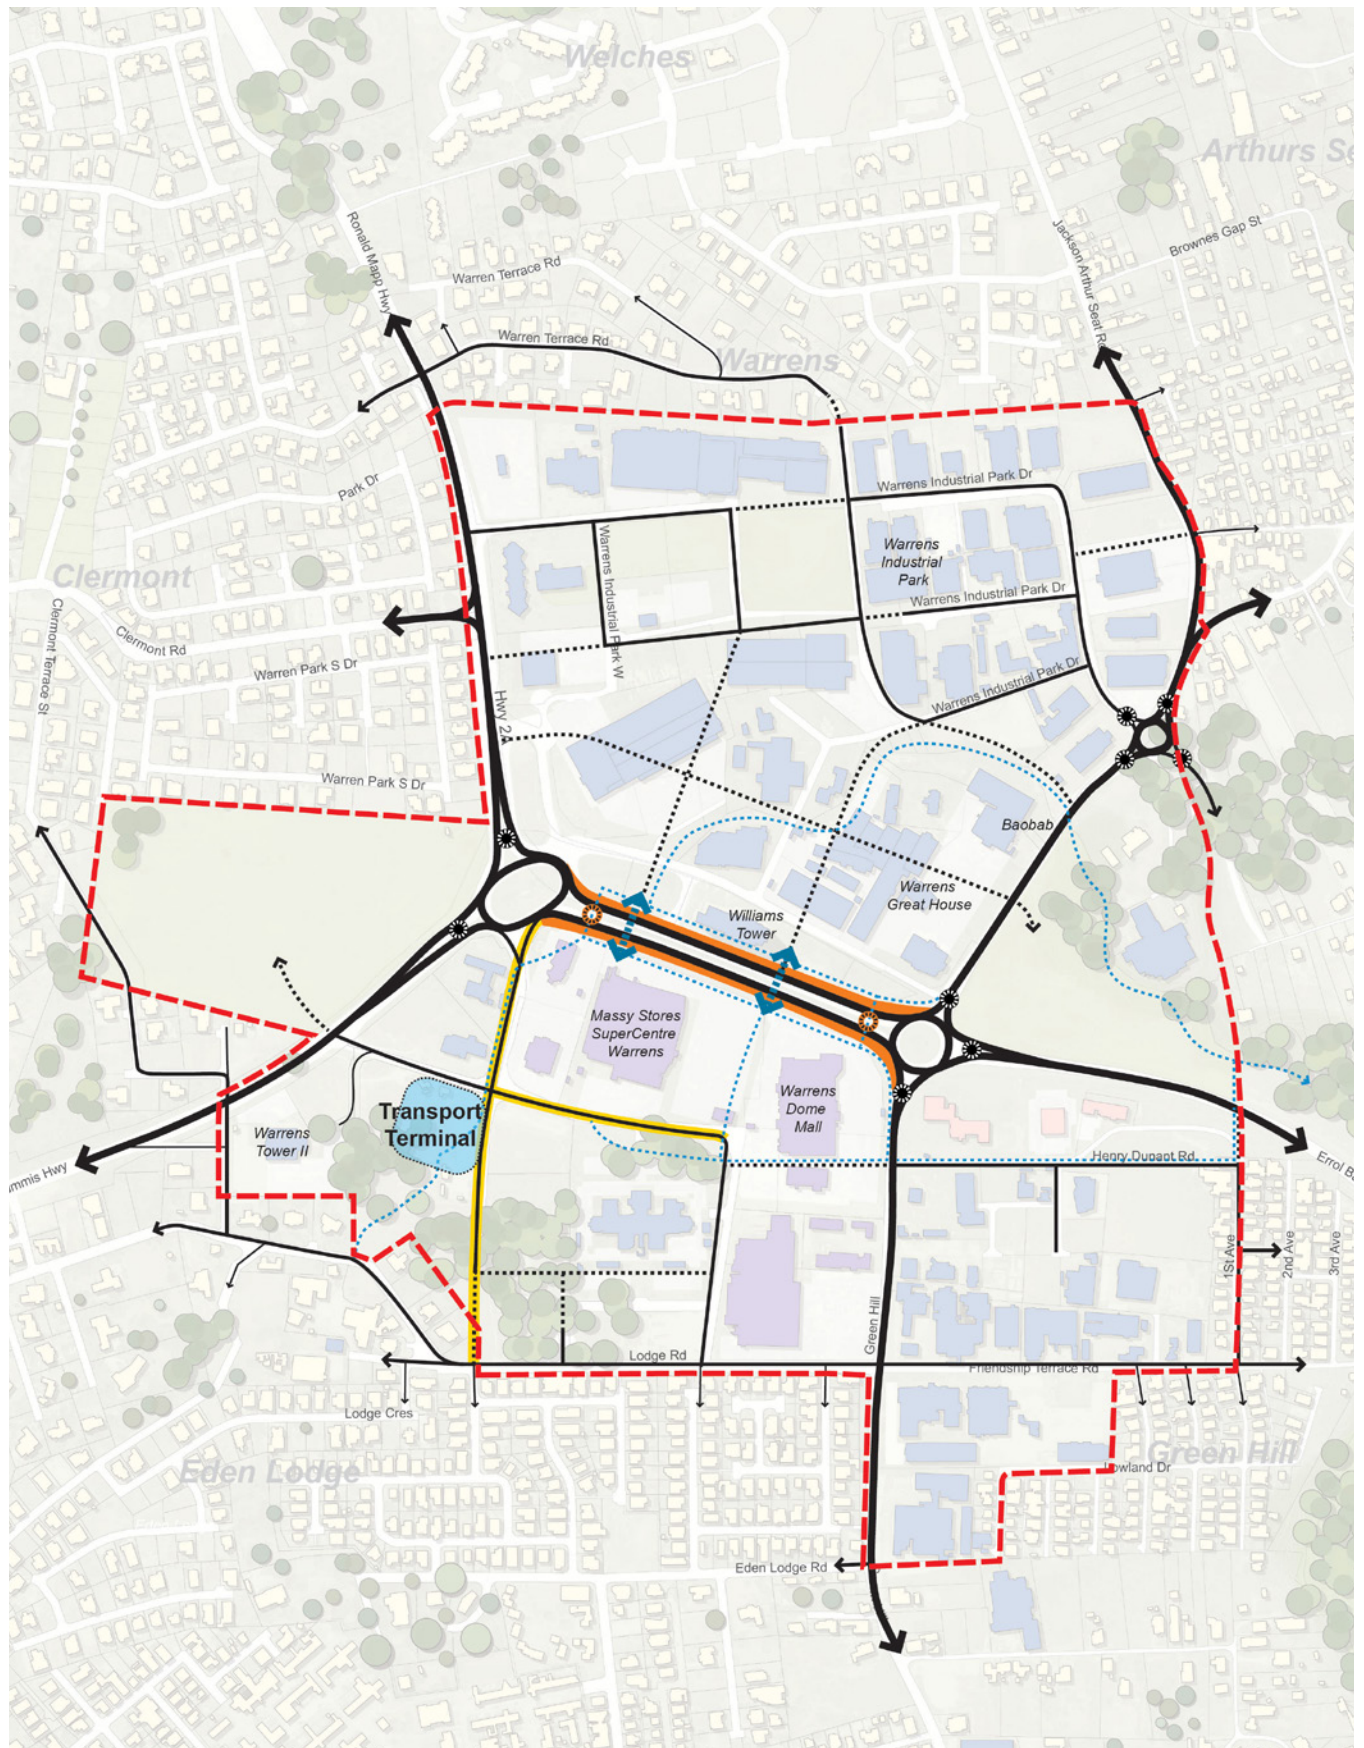 Welches
Arthurs Se
Ronald Mapp Hwy
Jackson Arthur Seat Rd
Brownes Gap St
Warren Terrace Rd
Warren Terrace Rd
Warrens
Park Dr
Warrens Industrial Park Dr
Warrens
Industrial
Park
Warrens Industrial Park W
Clermont
Warrens Industrial Park Dr
Clermont Terrace St
Clermont Rd
Warren Park S Dr
Warrens Industrial Park Dr
Hwy 2A
Warren Park S Dr
Baobab
Warrens
Great House
Williams
Tower
Massy Stores
SuperCentre
Warrens
Warrens
Dome
Mall
Transport
Terminal
Warrens
Tower II
Henry Dunant Rd
Errol Ba
ammis Hwy
1St Ave
2nd Ave
3rd Ave
Green Hill
Lodge Rd
Friendship Terrace Rd
Lodge Cres
Eden Lodge
Green Hill
Lowland Dr
Eden Lodge Rd